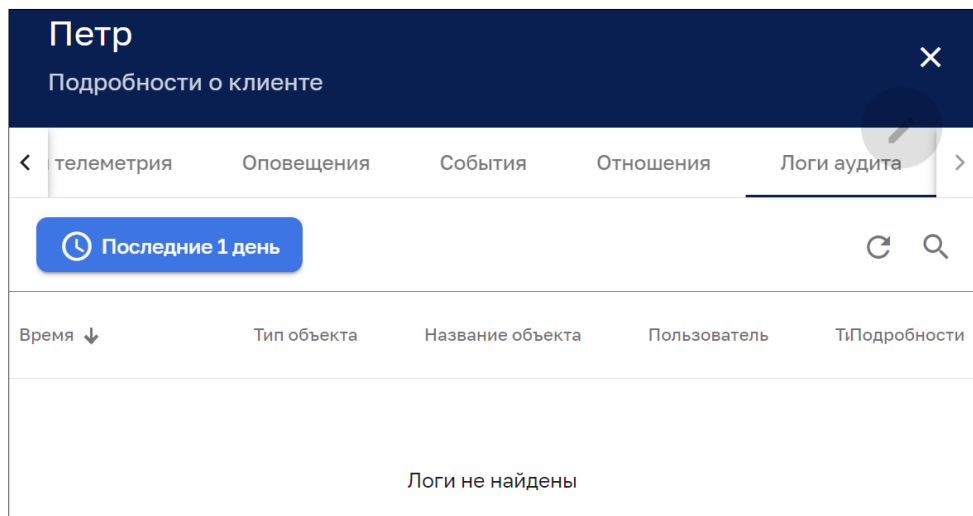 Петр
Подробности о клиенте
телеметрия Оповещения События Отношения Логи аудита
Последние 1 день
Время Тип объекта Название объекта Пользователь Подробности
Логи не найдены